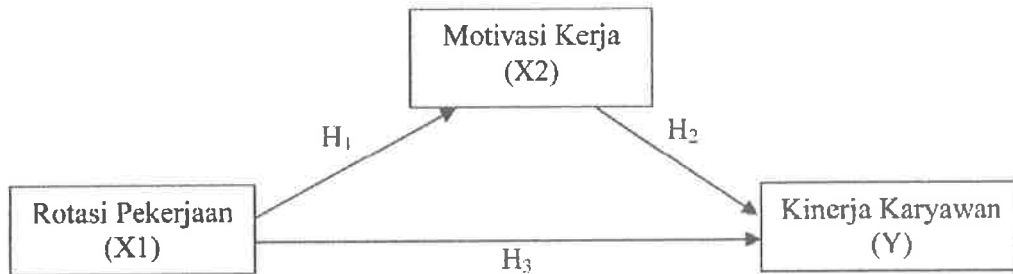 Motivasi Kerja
(X2)
H₁
H₂
Rotasi Pekerjaan
(X1)
Kinerja Karyawan
(Y)
H₃